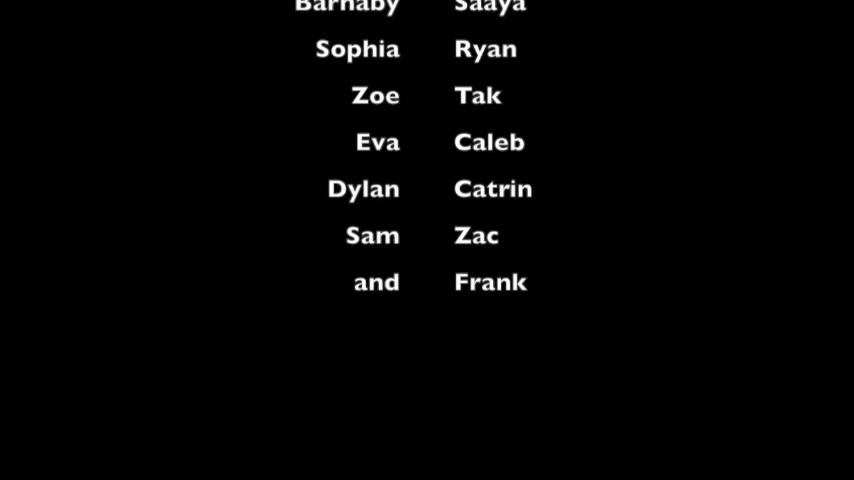 Barnaby Saaya
Sophia Ryan
Zoe Tak
Eva Caleb
Dylan Catrin
Sam Zac
and Frank